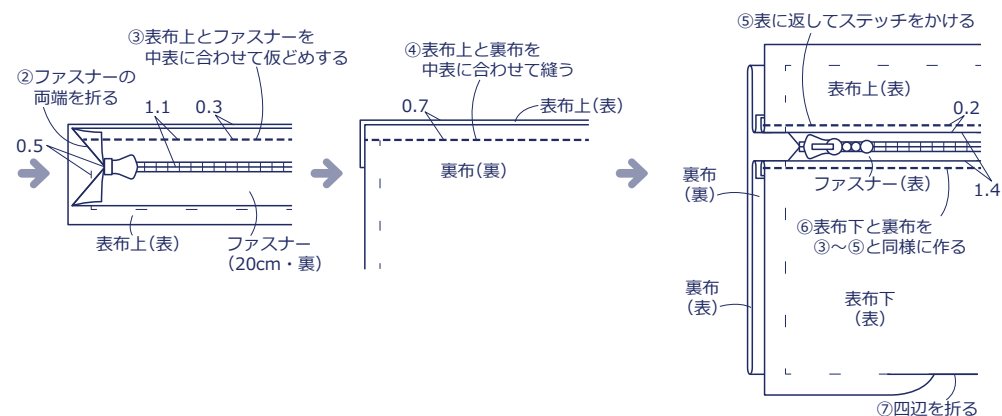 ②ファスナーの
両端を折る
③表布上とファスナーを
中表に合わせて仮どめする
1.1
0.3
0.5
表布上(表)
ファスナー
(20cm・裏)
④表布上と裏布を
中表に合わせて縫う
0.7
表布上(表)
裏布(裏)
⑤表に返してステッチをかける
表布上(表)
0.2
ファスナー(表)
1.4
裏布
(裏)
⑥表布下と裏布を
③〜⑤と同様に作る
裏布
(表)
表布下
(表)
⑦四辺を折る